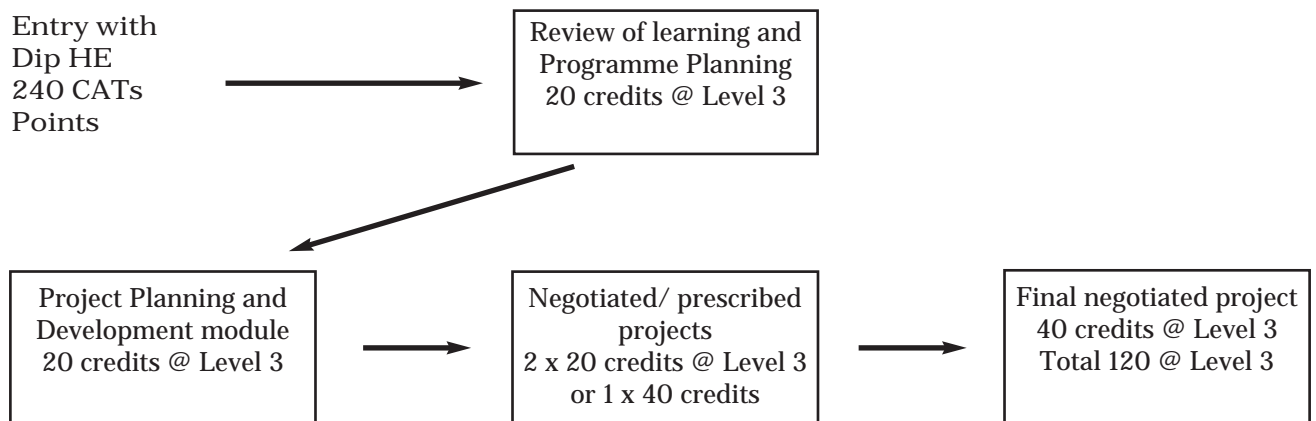 Entry with
Dip HE
240 CATs
Points
Review of learning and
Programme Planning
20 credits @ Level 3
Project Planning and
Development module
20 credits @ Level 3
Negotiated/ prescribed
projects
2 x 20 credits @ Level 3
or 1 x 40 credits
Final negotiated project
40 credits @ Level 3
Total 120 @ Level 3